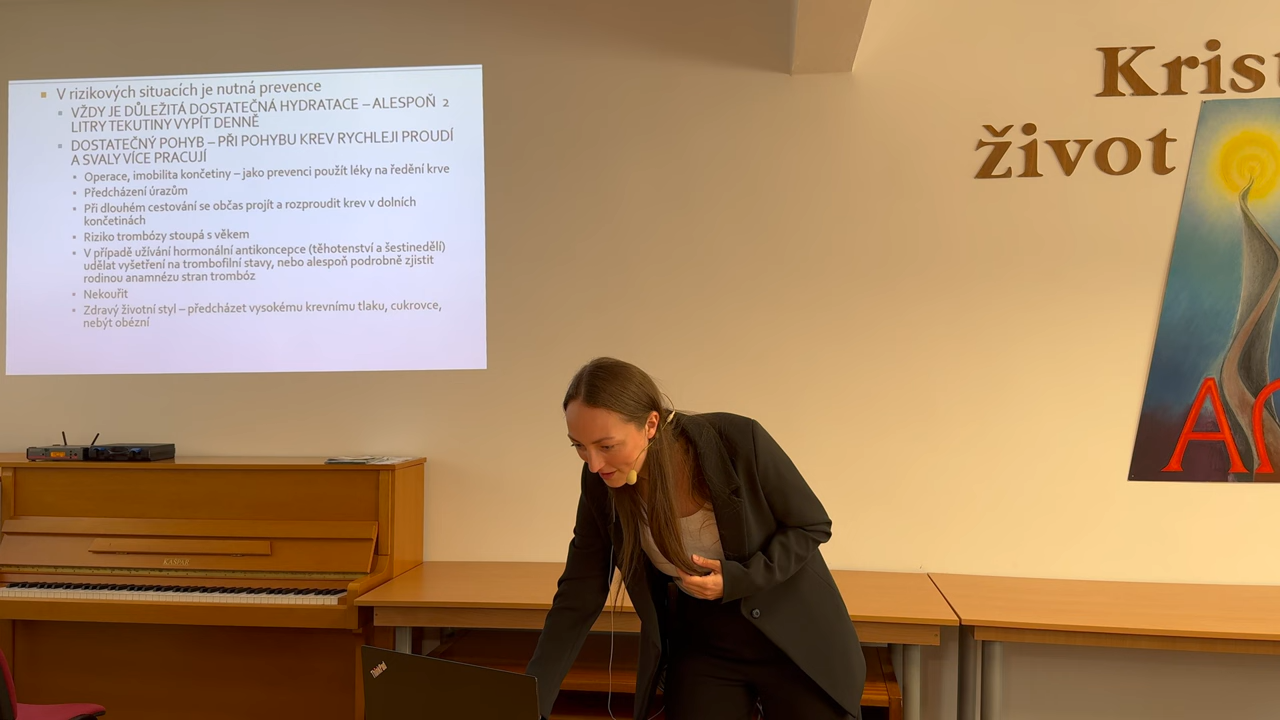 V rizikových situacích je nutná prevence
VŽDY JE DŮLEŽITÁ DOSTATEČNÁ HYDRATACE – ALESPOŇ 2
LITRY TEKUTINY VYPÍT DENNĚ
DOSTATEČNÝ POHYB – PŘI POHYBU KREV RYCHLEJI PROUDÍ
A SVALY VÍCE PRACUJÍ
Operace, imobilita končetiny – jako prevenci použít léky na ředění krve
Předcházení úrazům
Při dlouhém cestování se občas projít a rozproudit krev v dolních
končetinách
Riziko trombózy stoupá s věkem
V případě užívání hormonální antikoncepce (těhotenství a šestinedělí)
udělat vyšetření na trombofilní stavy, nebo alespoň podrobně zjistit
rodinou anamnézu stran trombóz
Nekouřit
Zdravý životní styl – předcházet vysokému krevnímu tlaku, cukrovce,
nebýt obézní
Krist
život
ΑΩ
KASPAR
ThinkPad